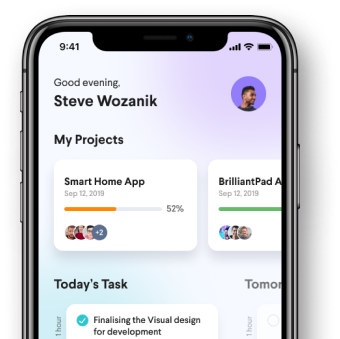 9:41
Good evening,
Steve Wozanik
My Projects
Smart Home App
Sep 12, 2019
52%
+2
BrilliantPad A
Sep 12, 2019
Today's Task
Tomor
1 hour
Finalising the Visual design
for development
1 hour